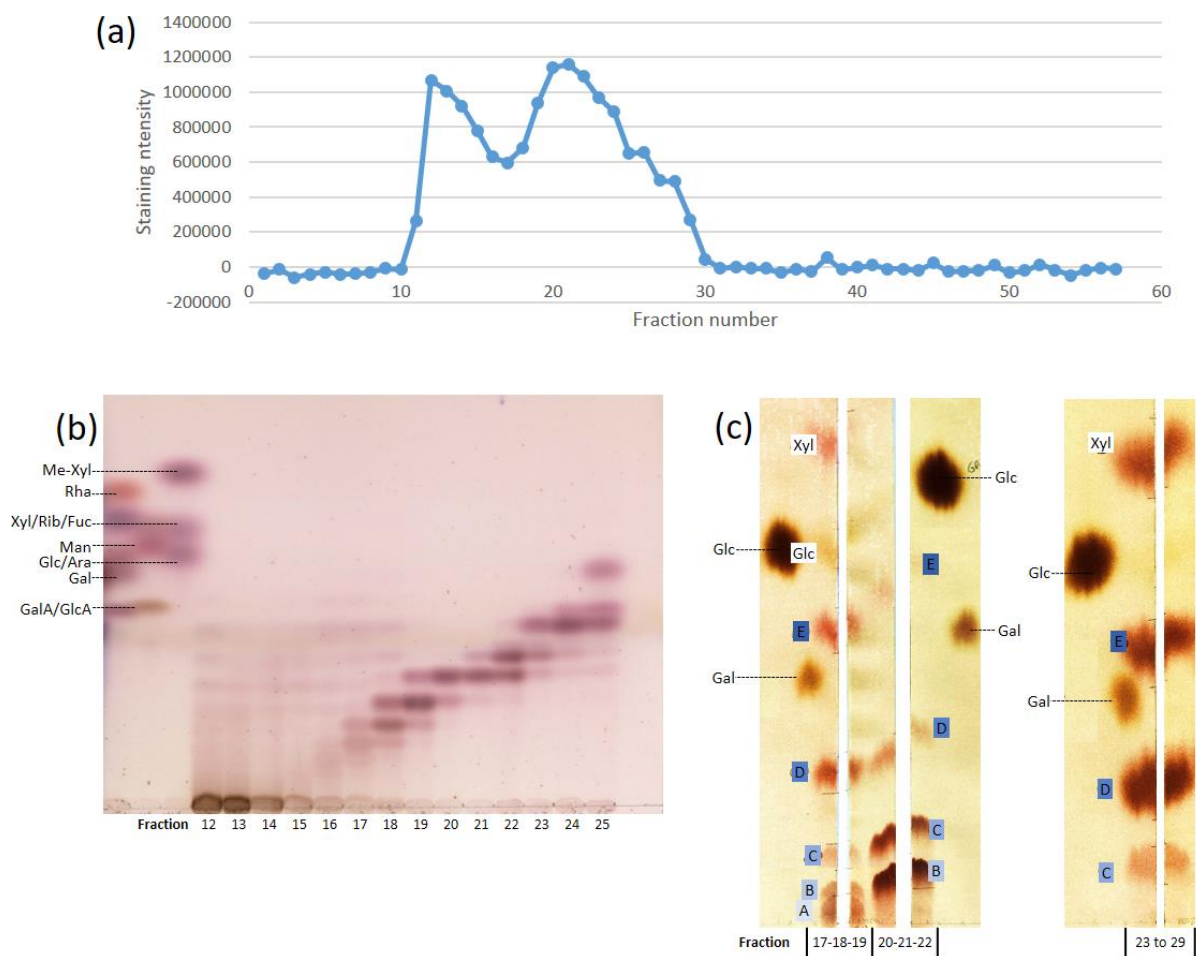 (a)
1400000
1200000
1000000
800000
600000
400000
200000
0
-200000
Staining ntensity
0 10 20 30 40 50 60
Fraction number
(b)
Me-Xyl
Rha
Xyl/Rib/Fuc
Man
Glc/Ara
Gal
GalA/GlcA
Fraction 12 13 14 15 16 17 18 19 20 21 22 23 24 25
(c)
Xyl
Glc
Glc
Glc
E
E
Gal
Gal
D
D
C
C
B
B
A
Fraction 17-18-19 20-21-22
Xyl
Glc
E
Gal
D
C
23 to 29